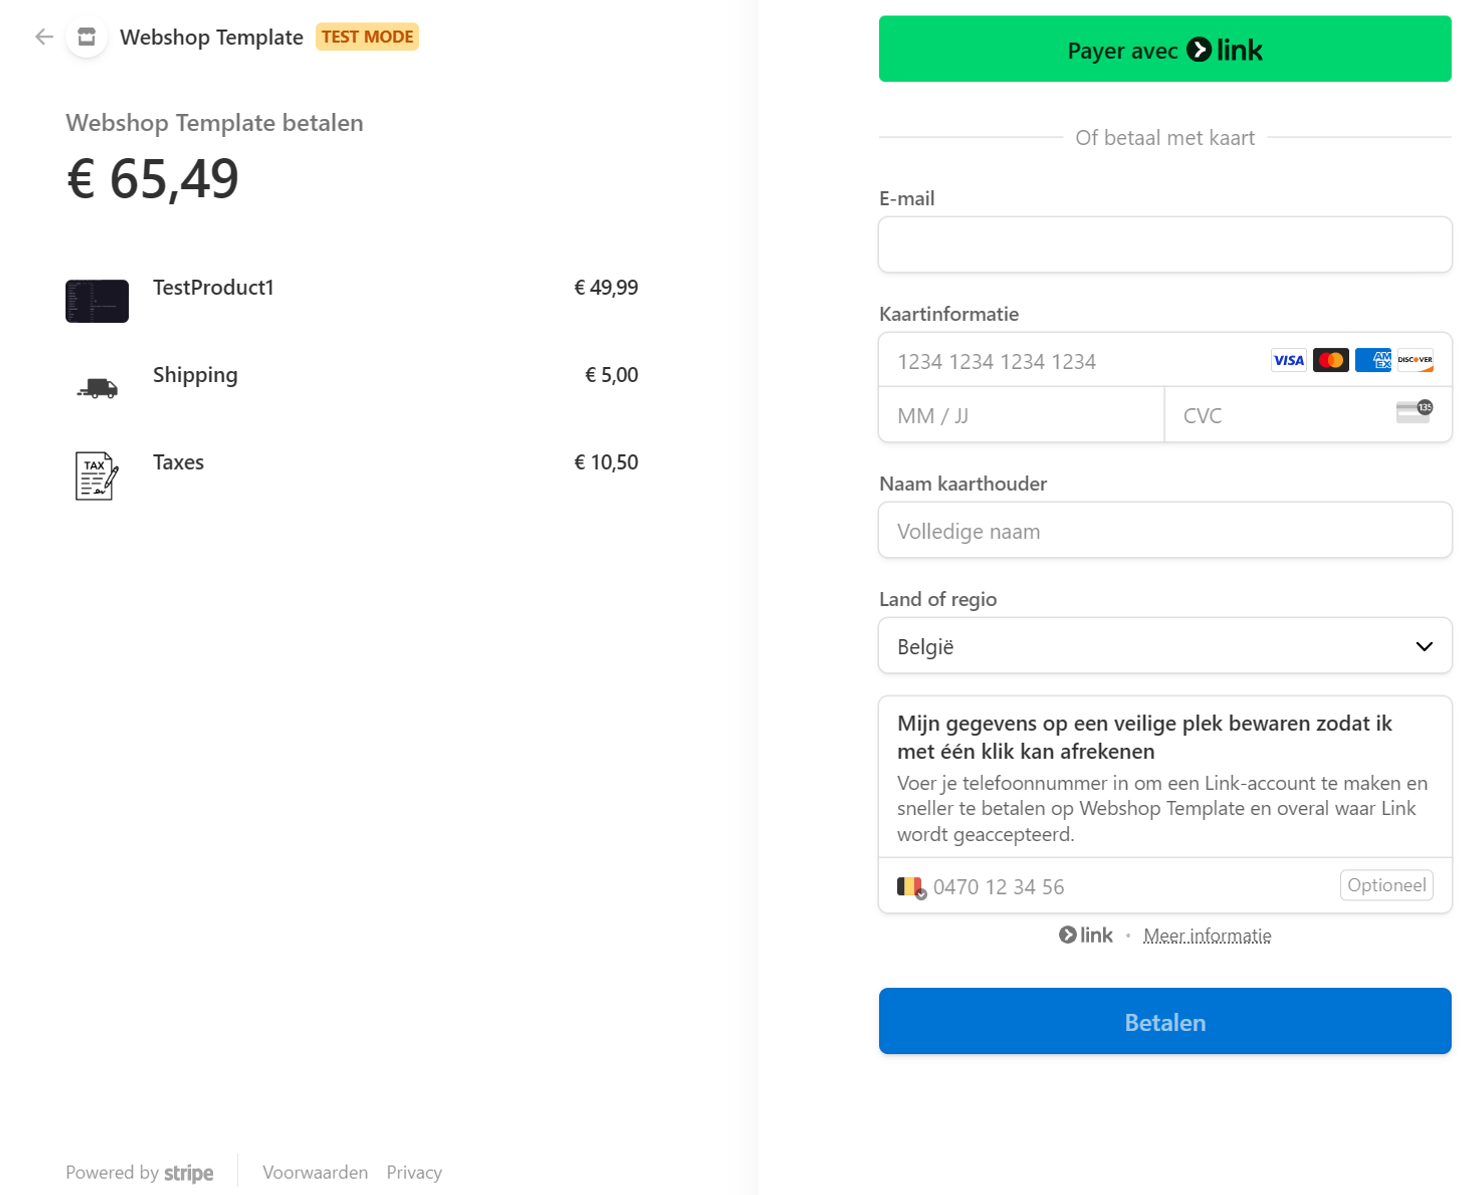 Webshop Template TEST MODE
Webshop Template betalen
€ 65,49
TestProduct1 € 49,99
Shipping € 5,00
TAX
Taxes € 10,50
Powered by stripe Voorwaarden Privacy
Payer avec link
Of betaal met kaart
E-mail
Kaartinformatie
1234 1234 1234 1234 VISA AMEX DISCOVER
MM / JJ CVC 135
Naam kaarthouder
Volledige naam
Land of regio
België
Mijn gegevens op een veilige plek bewaren zodat ik
met één klik kan afrekenen
Voer je telefoonnummer in om een Link-account te maken en
sneller te betalen op Webshop Template en overal waar Link
wordt geaccepteerd.
0470 12 34 56 Optioneel
link • Meer informatie
Betalen